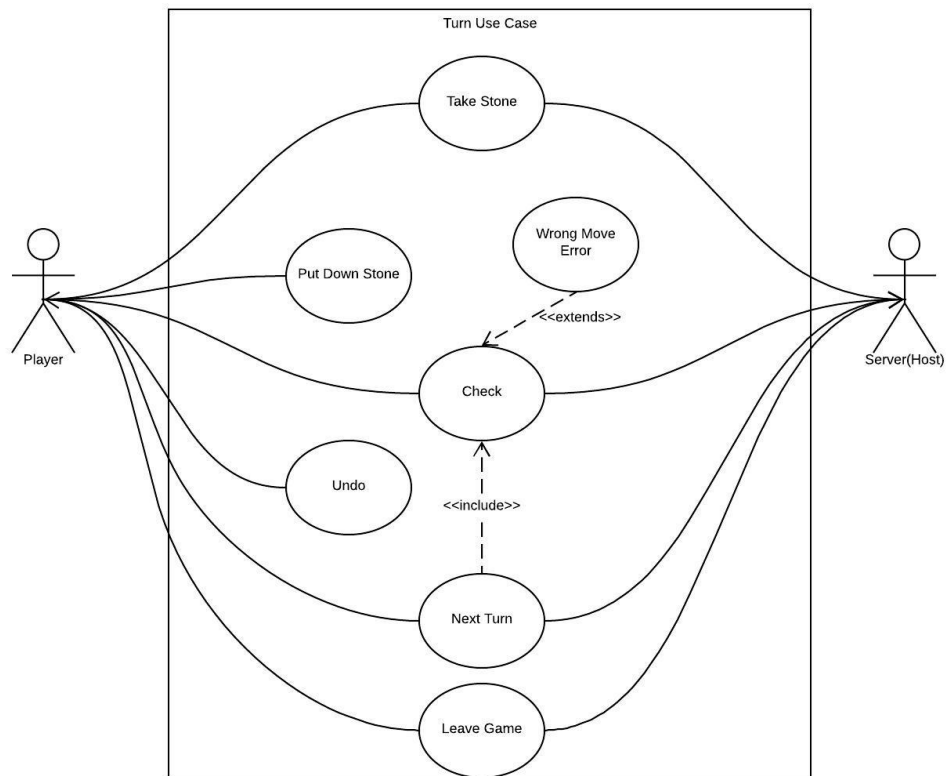 Turn Use Case
Take Stone
Wrong Move
Error
Put Down Stone
<<extends>>
Player
Server(Host)
Check
Undo
<<include>>
Next Turn
Leave Game